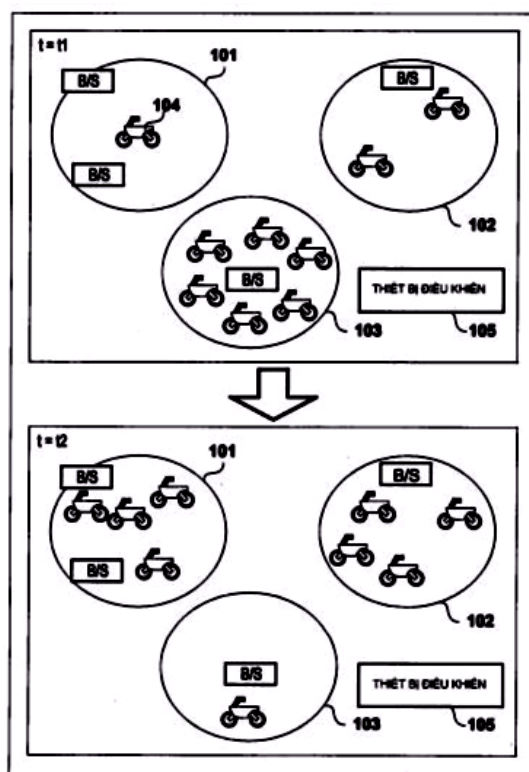 t = t1
101
B/S
104
B/S
B/S
102
B/S
103
THIẾT BỊ ĐIỀU KHIỂN
105
t = t2
101
B/S
B/S
B/S
102
B/S
103
THIẾT BỊ ĐIỀU KHIỂN
105